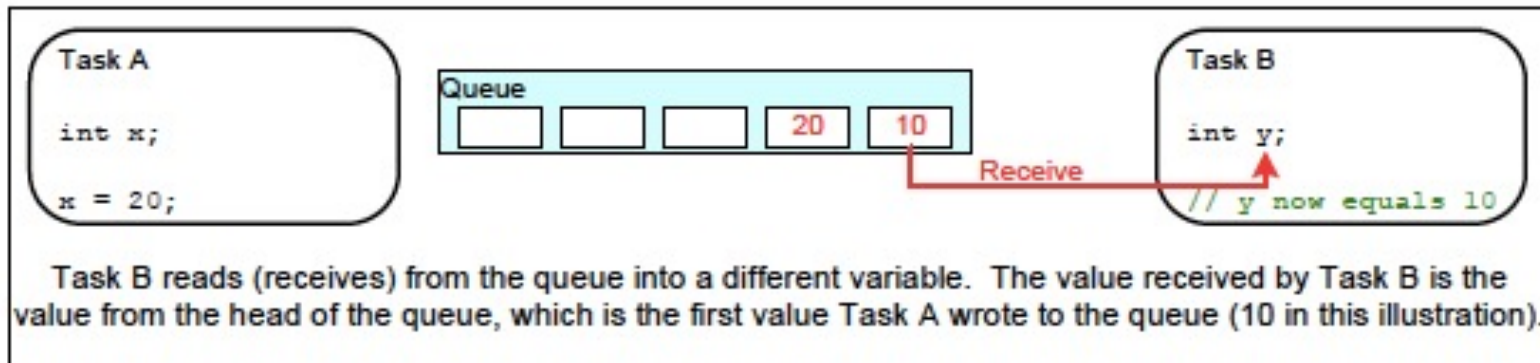 Task A
int x;
x = 20;
Queue
20 10
Receive
Task B
int y;
// y now equals 10
Task B reads (receives) from the queue into a different variable. The value received by Task B is the
value from the head of the queue, which is the first value Task A wrote to the queue (10 in this illustration).